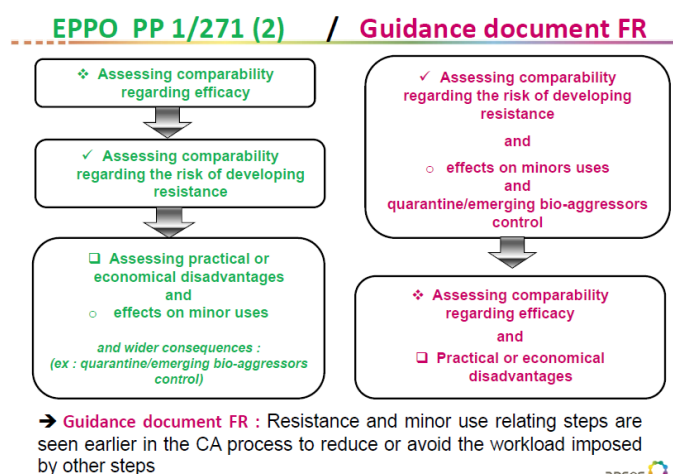 EPPO PP 1/271 (2) / Guidance document FR
❖ Assessing comparability
regarding efficacy
✓ Assessing comparability
regarding the risk of developing
resistance
❑ Assessing practical or
economical disadvantages
and
○ effects on minor uses
and wider consequences :
(ex : quarantine/emerging bio-aggressors
control)
✓ Assessing comparability
regarding the risk of developing
resistance
and
○ effects on minors uses
and
quarantine/emerging bio-aggressors
control
❖ Assessing comparability
regarding efficacy
and
❑ Practical or economical
disadvantages
➔ Guidance document FR : Resistance and minor use relating steps are
seen earlier in the CA process to reduce or avoid the workload imposed
by other steps